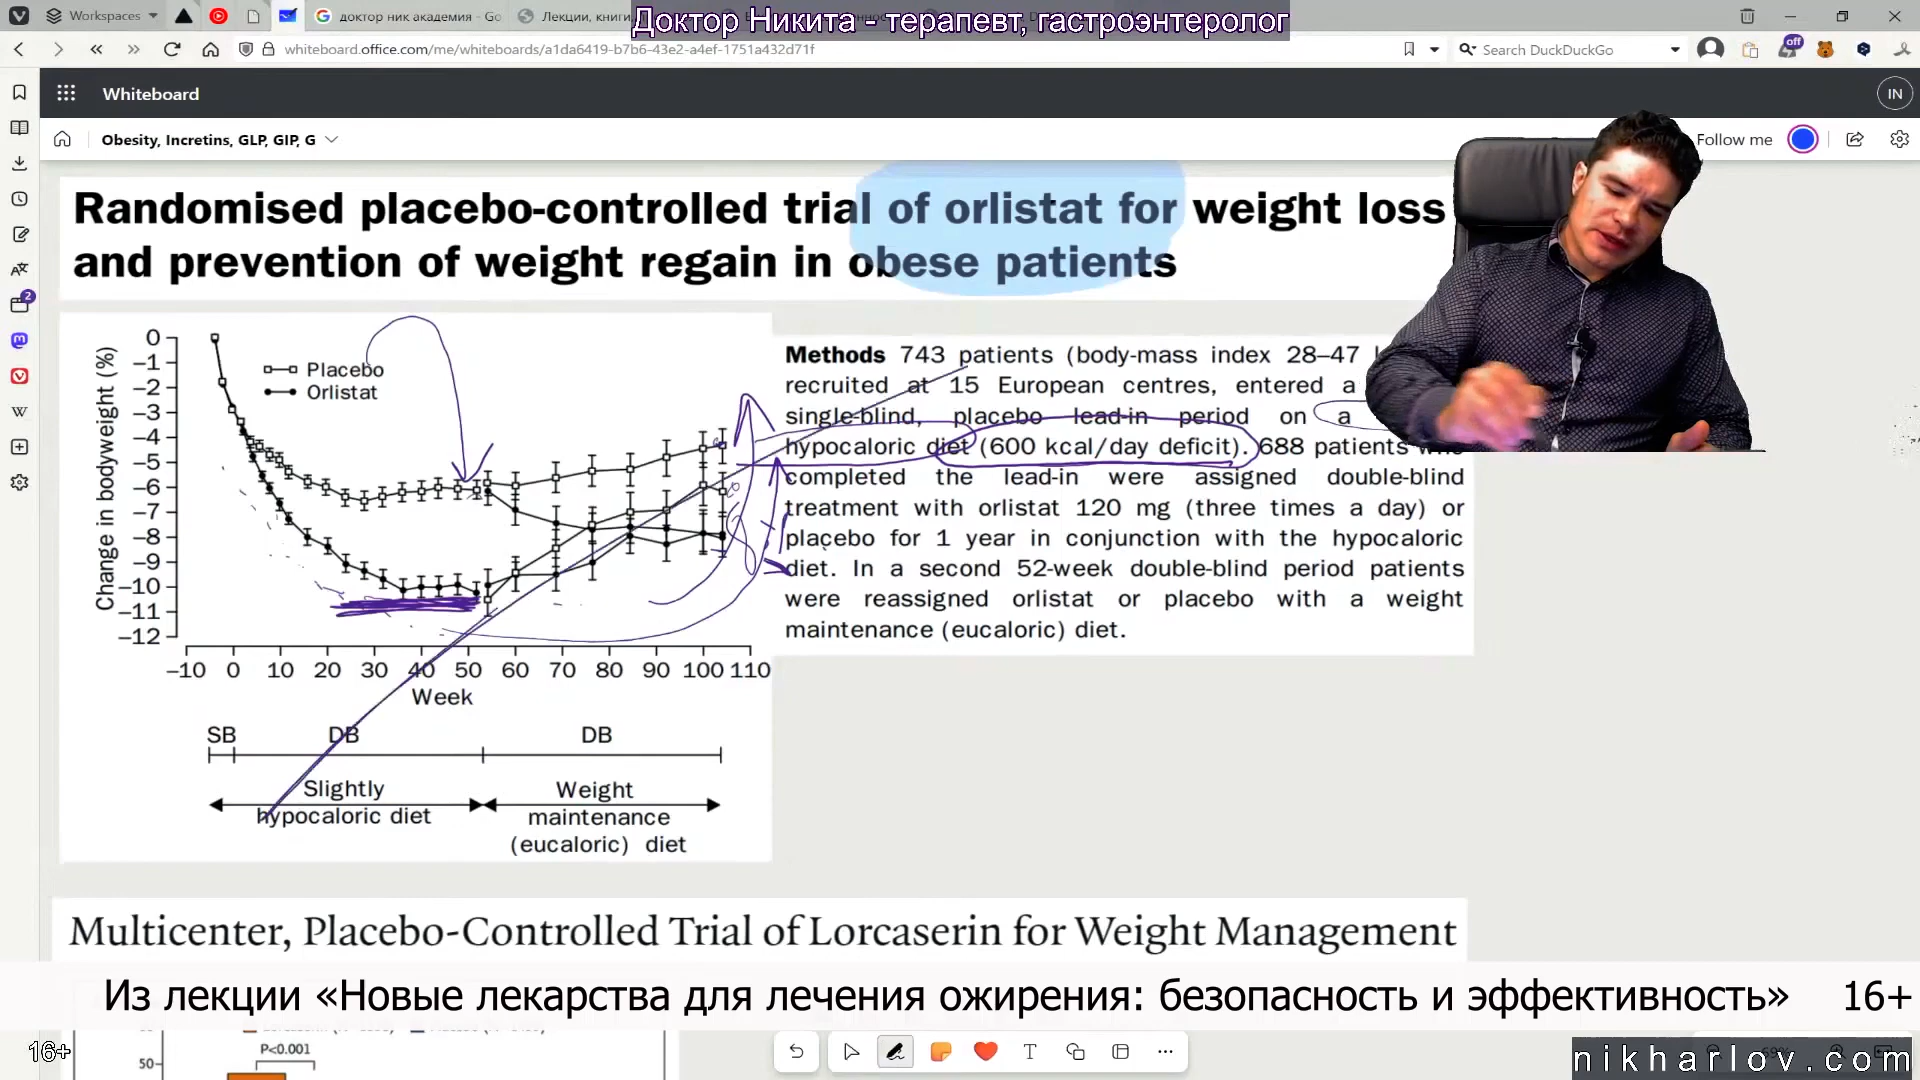 Workspaces
доктор ник академия - Go
Лекции, книги,
Доктор Никита - терапевт, гастроэнтеролог
whiteboard.office.com/me/whiteboards/a1da6419-b7b6-43e2-a4ef-1751a432d71f
Search DuckDuckGo
off
Whiteboard
IN
Obesity, Incretins, GLP, GIP, G
Follow me
Randomised placebo-controlled trial of orlistat for weight loss
and prevention of weight regain in obese patients
2
W
Change in bodyweight (%)
0
–1
–2
–3
–4
–5
–6
–7
–8
–9
–10
–11
–12
Placebo
Orlistat
–10 0 10 20 30 40 50 60 70 80 90 100 110
Week
SB DB DB
Slightly
hypocaloric diet
Weight
maintenance
(eucaloric) diet
Methods 743 patients (body-mass index 28–47
recruited at 15 European centres, entered a
single-blind, placebo lead-in period on a
hypocaloric diet (600 kcal/day deficit). 688 patients who
completed the lead-in were assigned double-blind
treatment with orlistat 120 mg (three times a day) or
placebo for 1 year in conjunction with the hypocaloric
diet. In a second 52-week double-blind period patients
were reassigned orlistat or placebo with a weight
maintenance (eucaloric) diet.
Multicenter, Placebo-Controlled Trial of Lorcaserin for Weight Management
Из лекции «Новые лекарства для лечения ожирения: безопасность и эффективность» 16+
16+
P<0.001
50
T
nikharlov.com